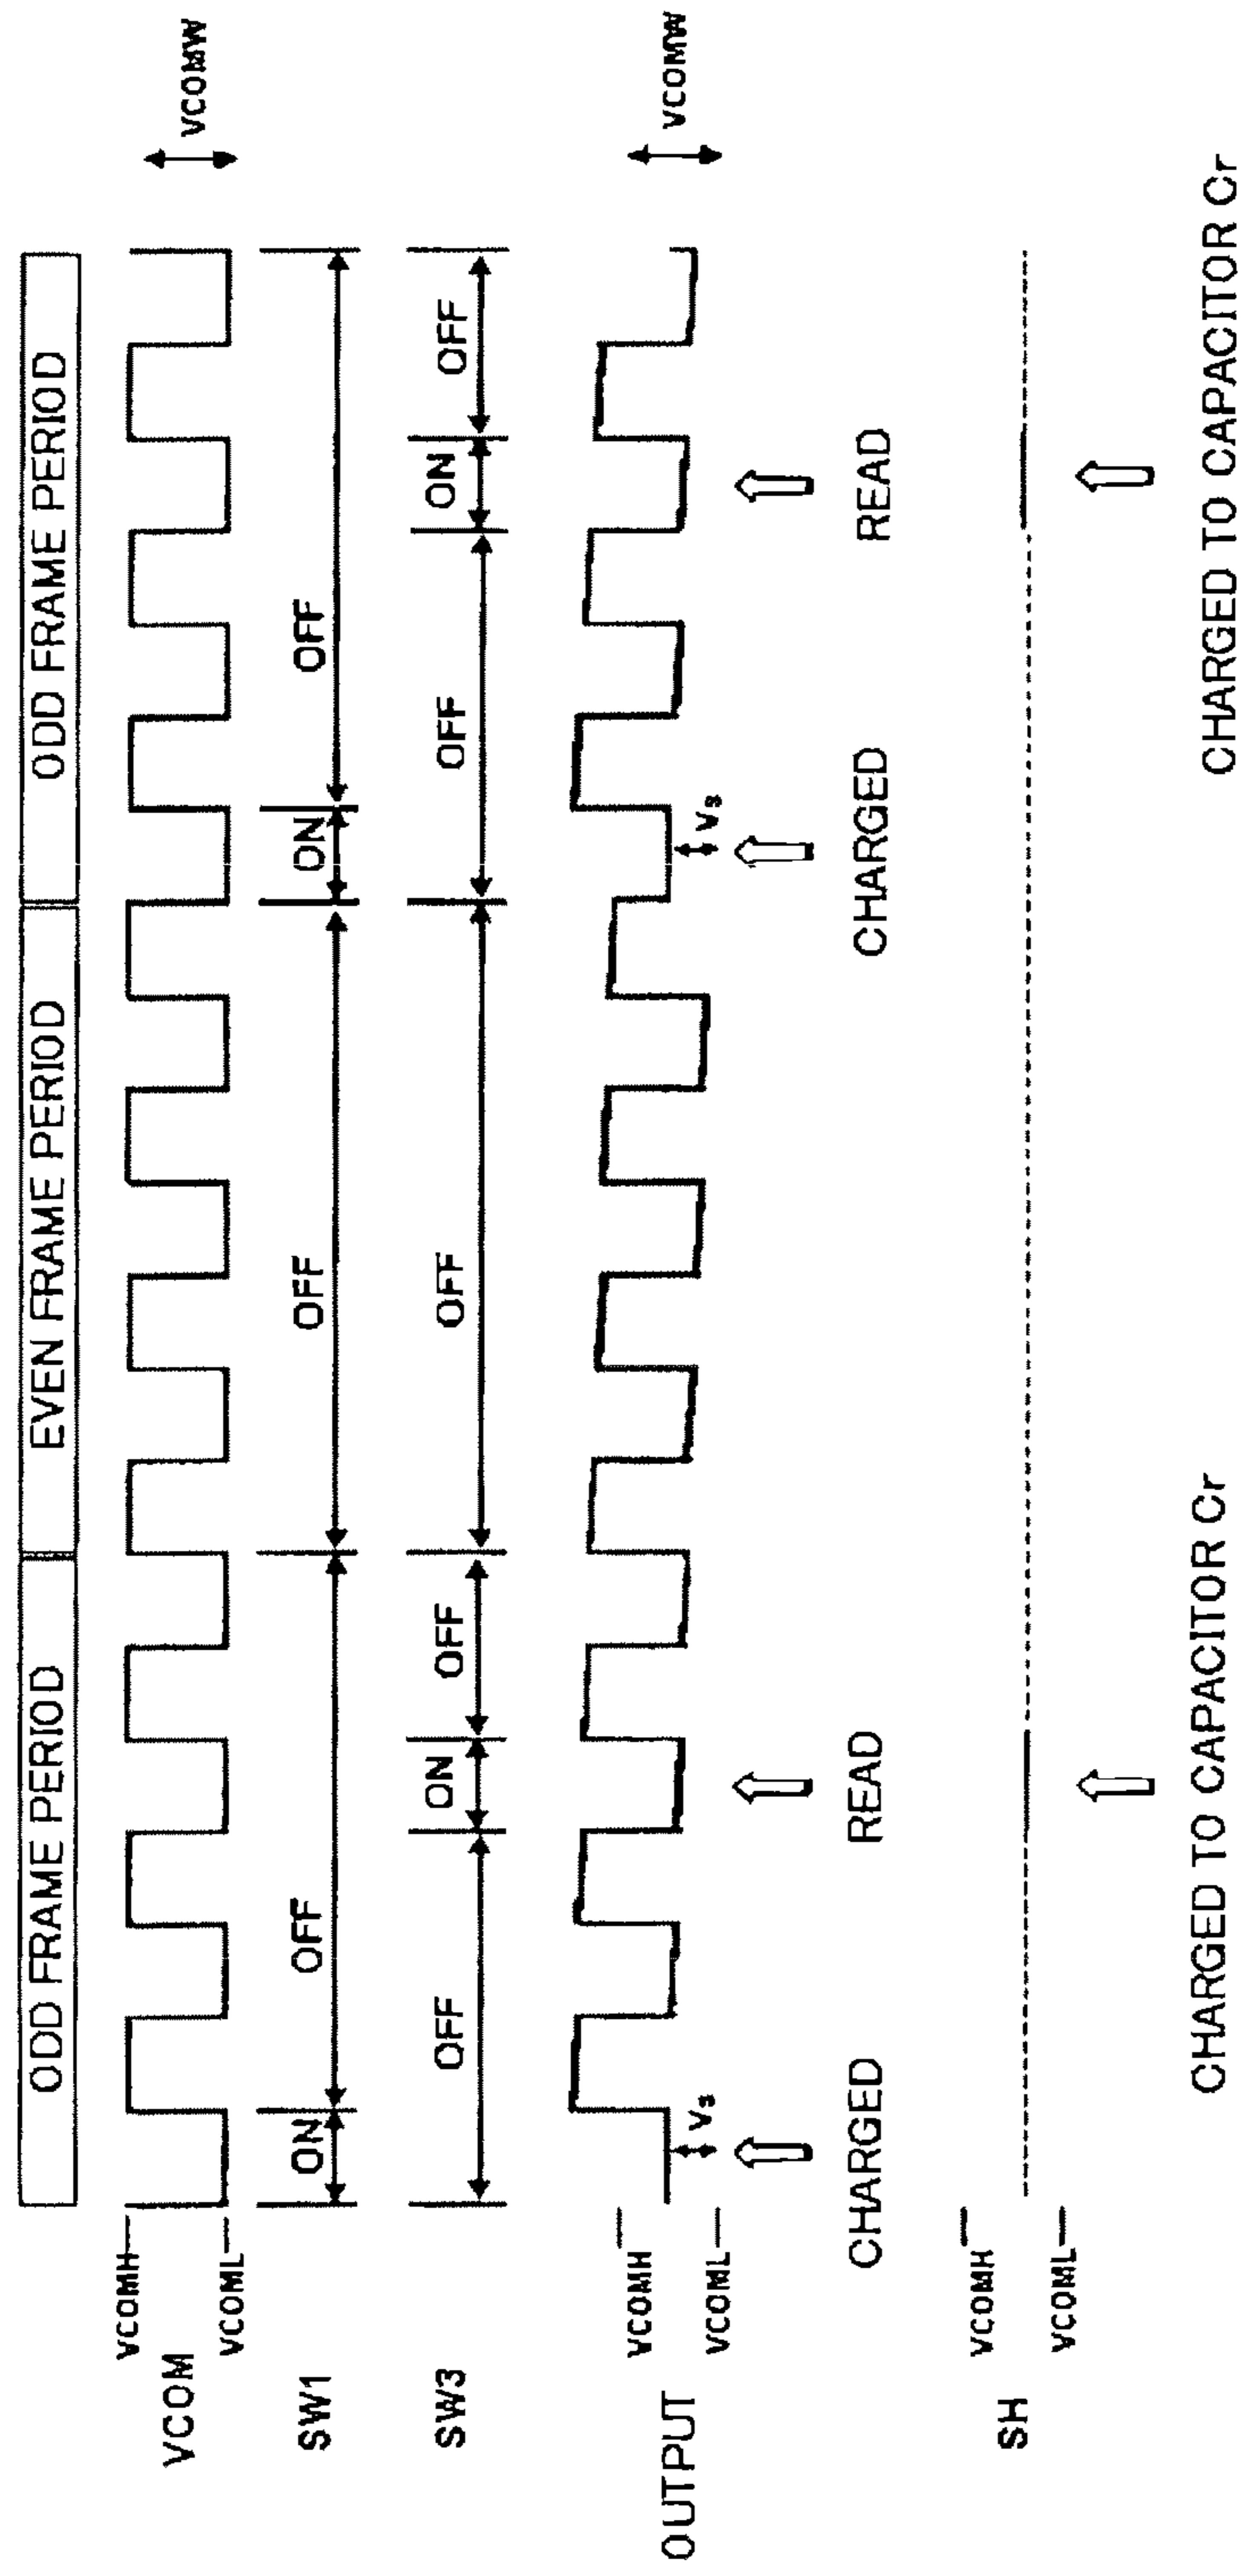 ODD FRAME PERIOD
EVEN FRAME PERIOD
ODD FRAME PERIOD
VCOMH
VCOM
VCOML
VCOMW
SW1
ON
OFF
OFF
ON
OFF
SW3
OFF
ON
OFF
OFF
OFF
ON
OFF
OUTPUT
VCOMH
VCOML
Vs
Vs
VCOMW
CHARGED
READ
CHARGED
READ
SH
VCOMH
VCOML
CHARGED TO CAPACITOR Cr
CHARGED TO CAPACITOR Cr